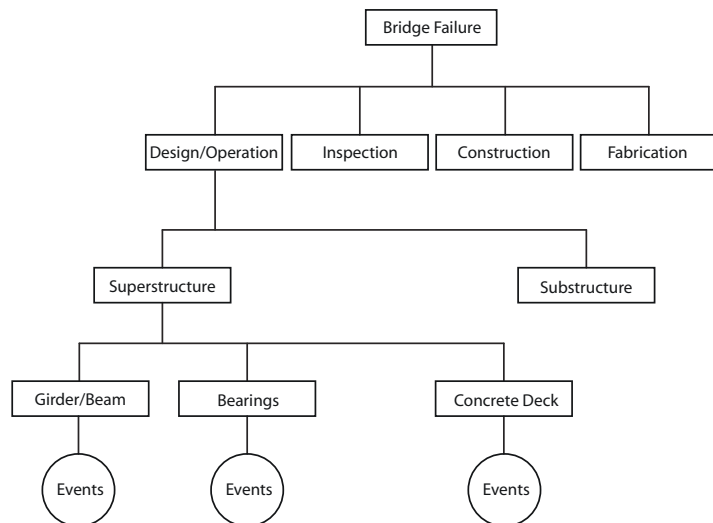 Bridge Failure
Design/Operation
Inspection
Construction
Fabrication
Superstructure
Substructure
Girder/Beam
Bearings
Concrete Deck
Events
Events
Events